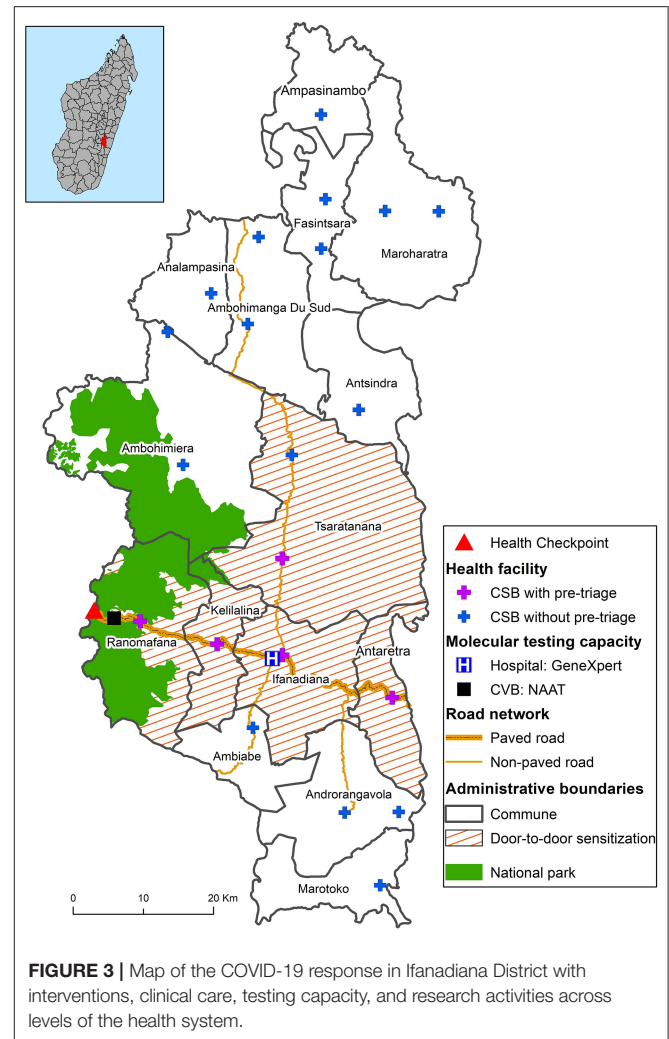 Ampasinambo
Fasintsara
Maroharatra
Analampasina
Ambohimanga Du Sud
Antsindra
Ambohimiera
Tsaratanana
Kelilalina
Ranomafana
Antaretra
Ifanadiana
Ambiabe
Androrangavola
Marotoko
0 10 20 Km
Health Checkpoint
Health facility
CSB with pre-triage
CSB without pre-triage
Molecular testing capacity
H Hospital: GeneXpert
CVB: NAAT
Road network
Paved road
Non-paved road
Administrative boundaries
Commune
Door-to-door sensitization
National park
H
FIGURE 3 | Map of the COVID-19 response in Ifanadiana District with
interventions, clinical care, testing capacity, and research activities across
levels of the health system.